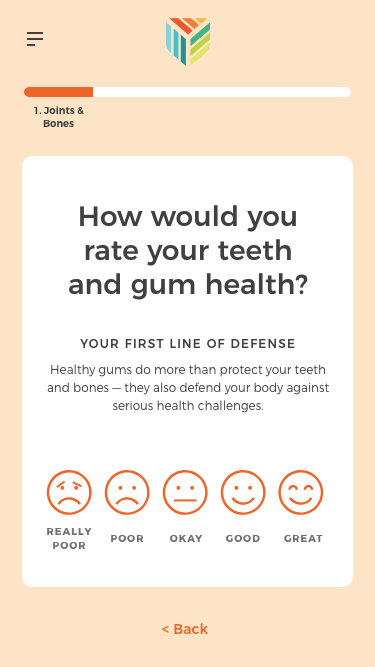 1. Joints &
Bones
How would you
rate your teeth
and gum health?
YOUR FIRST LINE OF DEFENSE
Healthy gums do more than protect your teeth
and bones — they also defend your body against
serious health challenges.
REALLY
POOR
POOR
OKAY
GOOD
GREAT
< Back